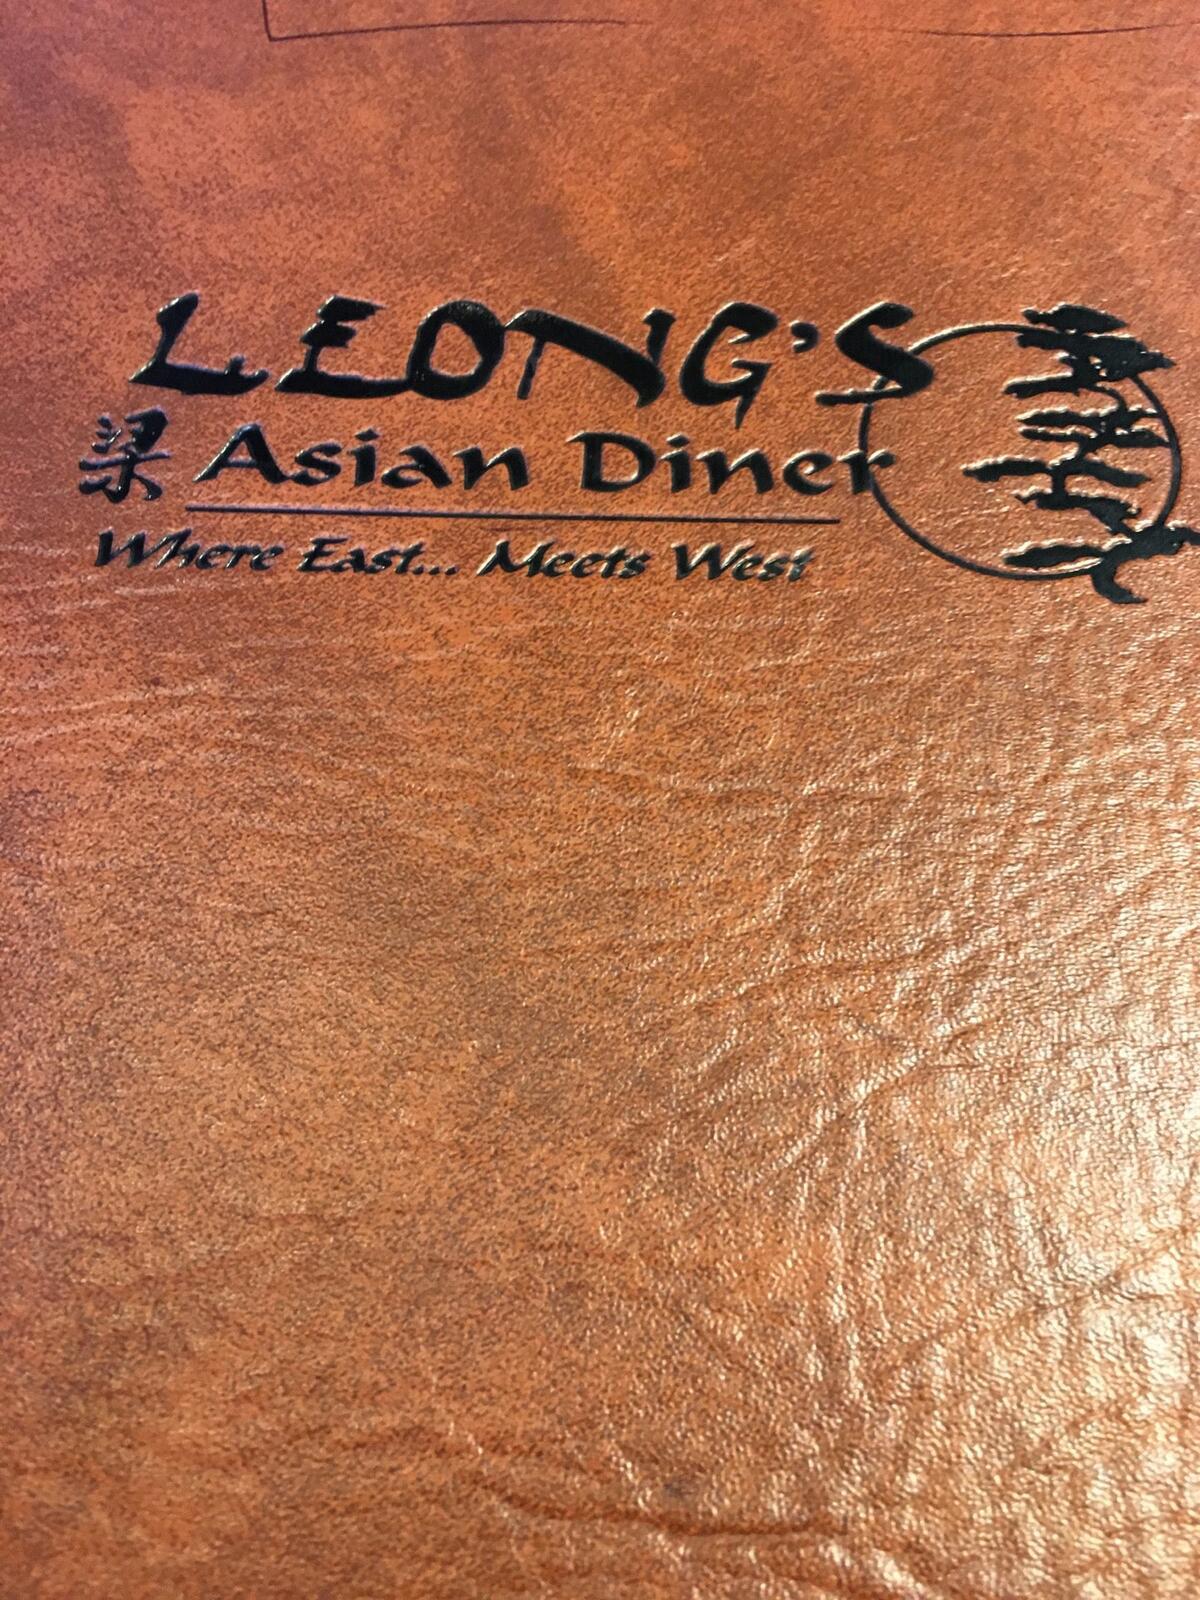 LEONG'S
梁 Asian Diner
Where East... Meets West